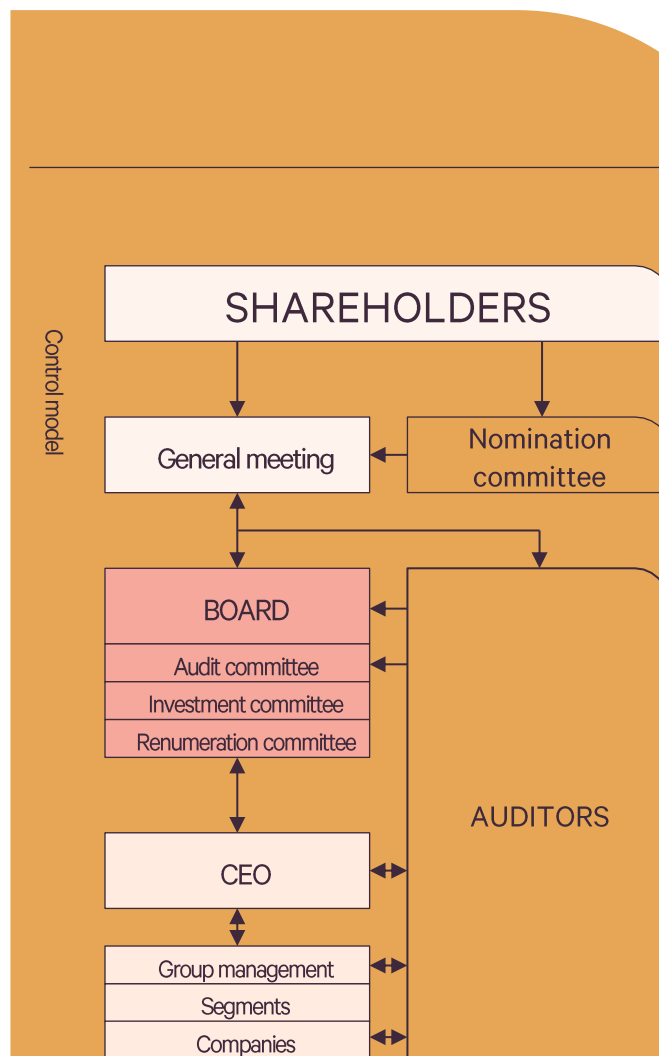 SHAREHOLDERS
Control model
General meeting
Nomination
committee
BOARD
Audit committee
Investment committee
Renumeration committee
AUDITORS
CEO
Group management
Segments
Companies